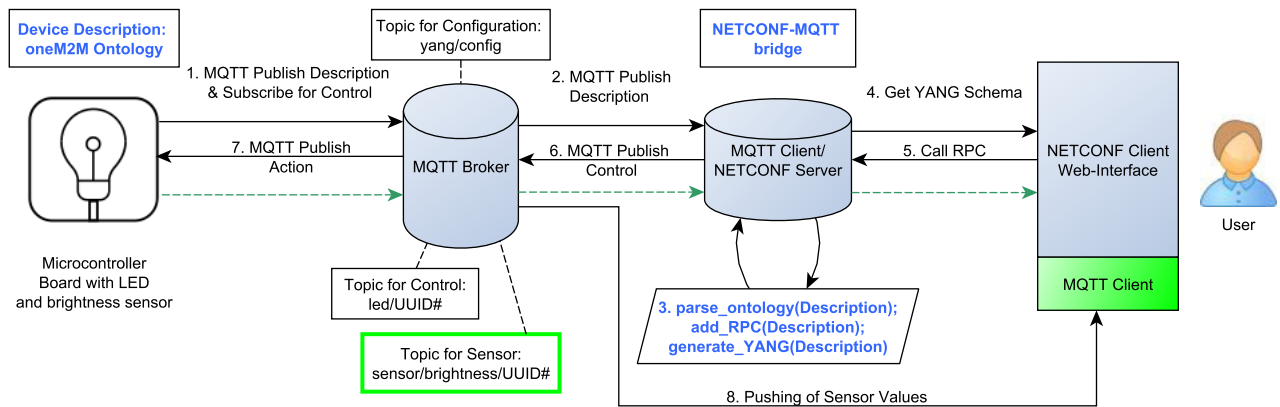 Device Description:
oneM2M Ontology
Topic for Configuration:
yang/config
NETCONF-MQTT
bridge
1. MQTT Publish Description
& Subscribe for Control
2. MQTT Publish
Description
4. Get YANG Schema
7. MQTT Publish
Action
MQTT Broker
6. MQTT Publish
Control
MQTT Client/
NETCONF Server
5. Call RPC
NETCONF Client
Web-Interface
User
Microcontroller
Board with LED
and brightness sensor
Topic for Control:
led/UUID#
MQTT Client
3. parse_ontology(Description);
add_RPC(Description);
generate_YANG(Description)
Topic for Sensor:
sensor/brightness/UUID#
8. Pushing of Sensor Values